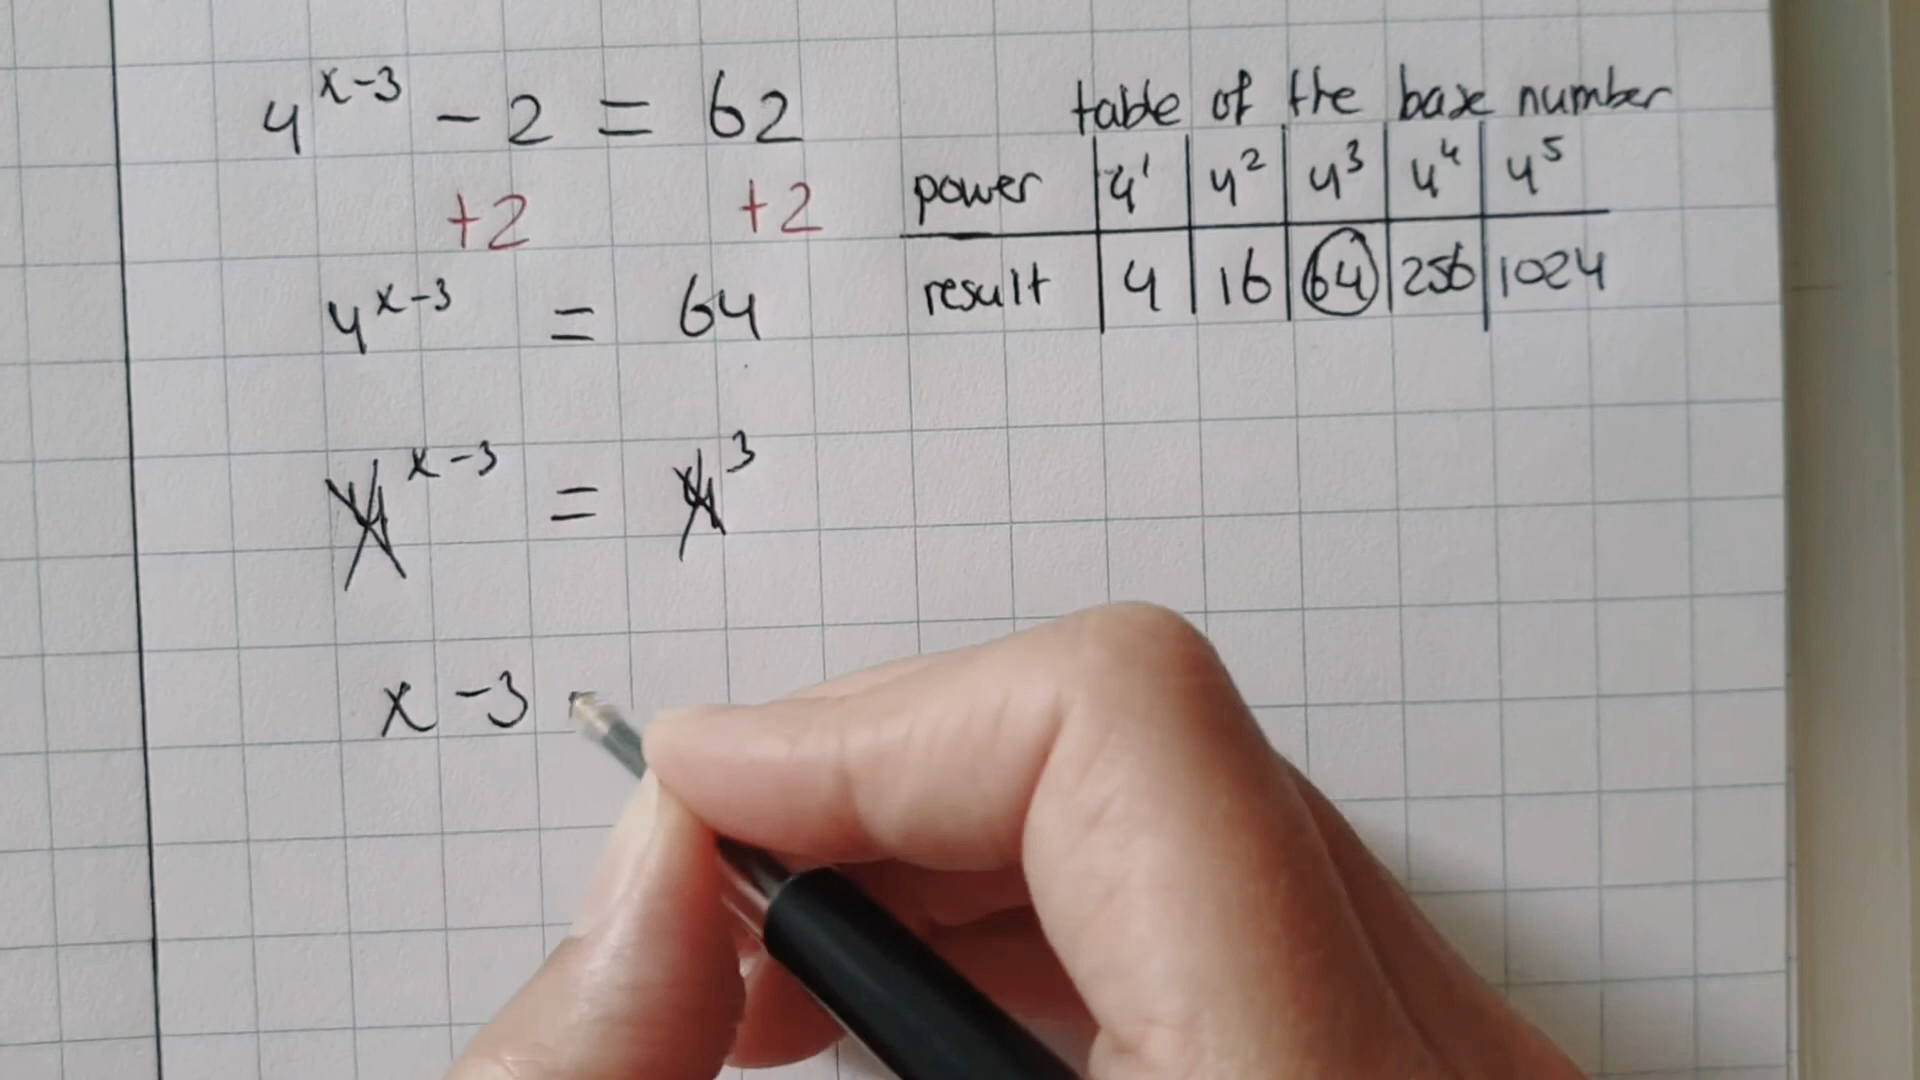 4^{x-3} - 2 = 62
+2 +2
4^{x-3} = 64
4^{x-3} = 4^3
x - 3
table of the base number
power | 4^1 | 4^2 | 4^3 | 4^4 | 4^5
result | 4 | 16 | 64 | 256 | 1024